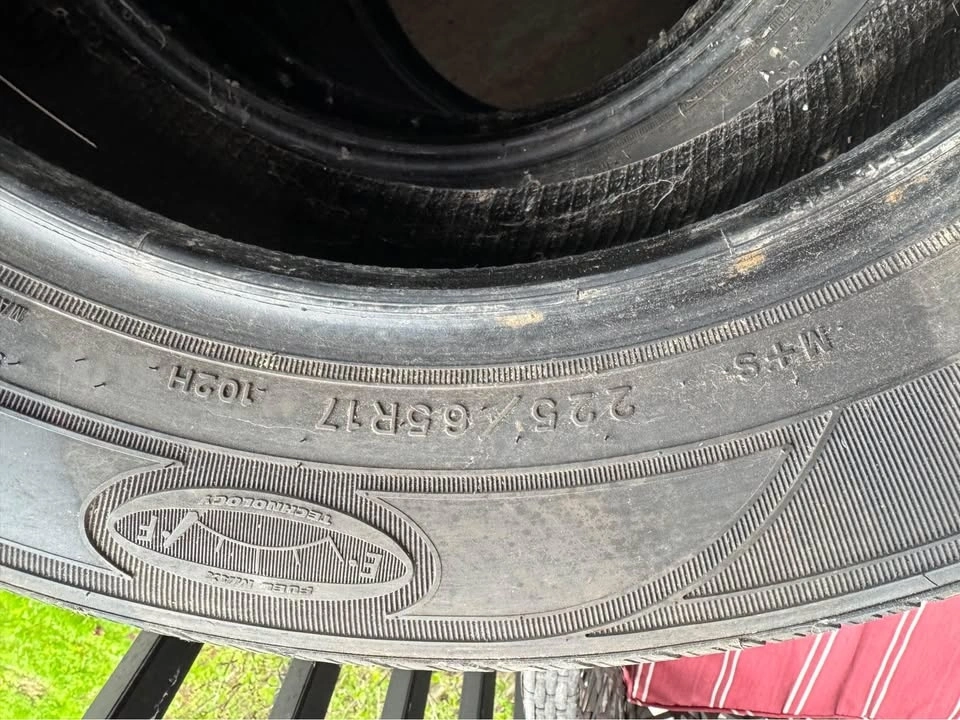 M+S
225/65R17
102H
FUEL MAX
E F
TECHNOLOGY